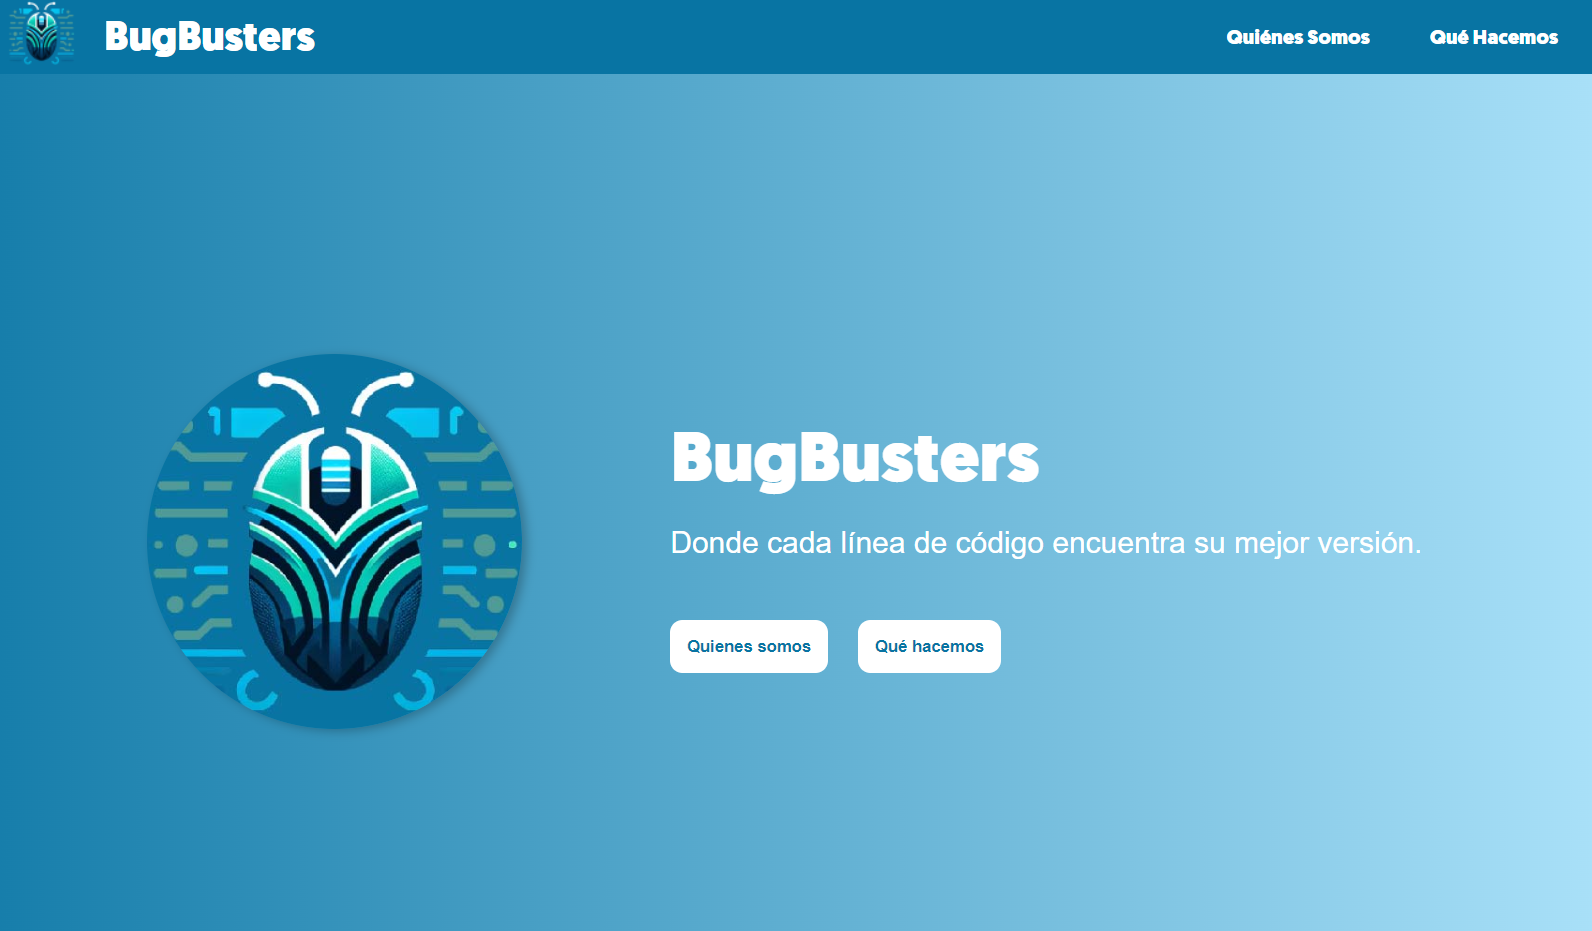 BugBusters
Quiénes Somos
Qué Hacemos
BugBusters
Donde cada línea de código encuentra su mejor versión.
Quienes somos
Qué hacemos